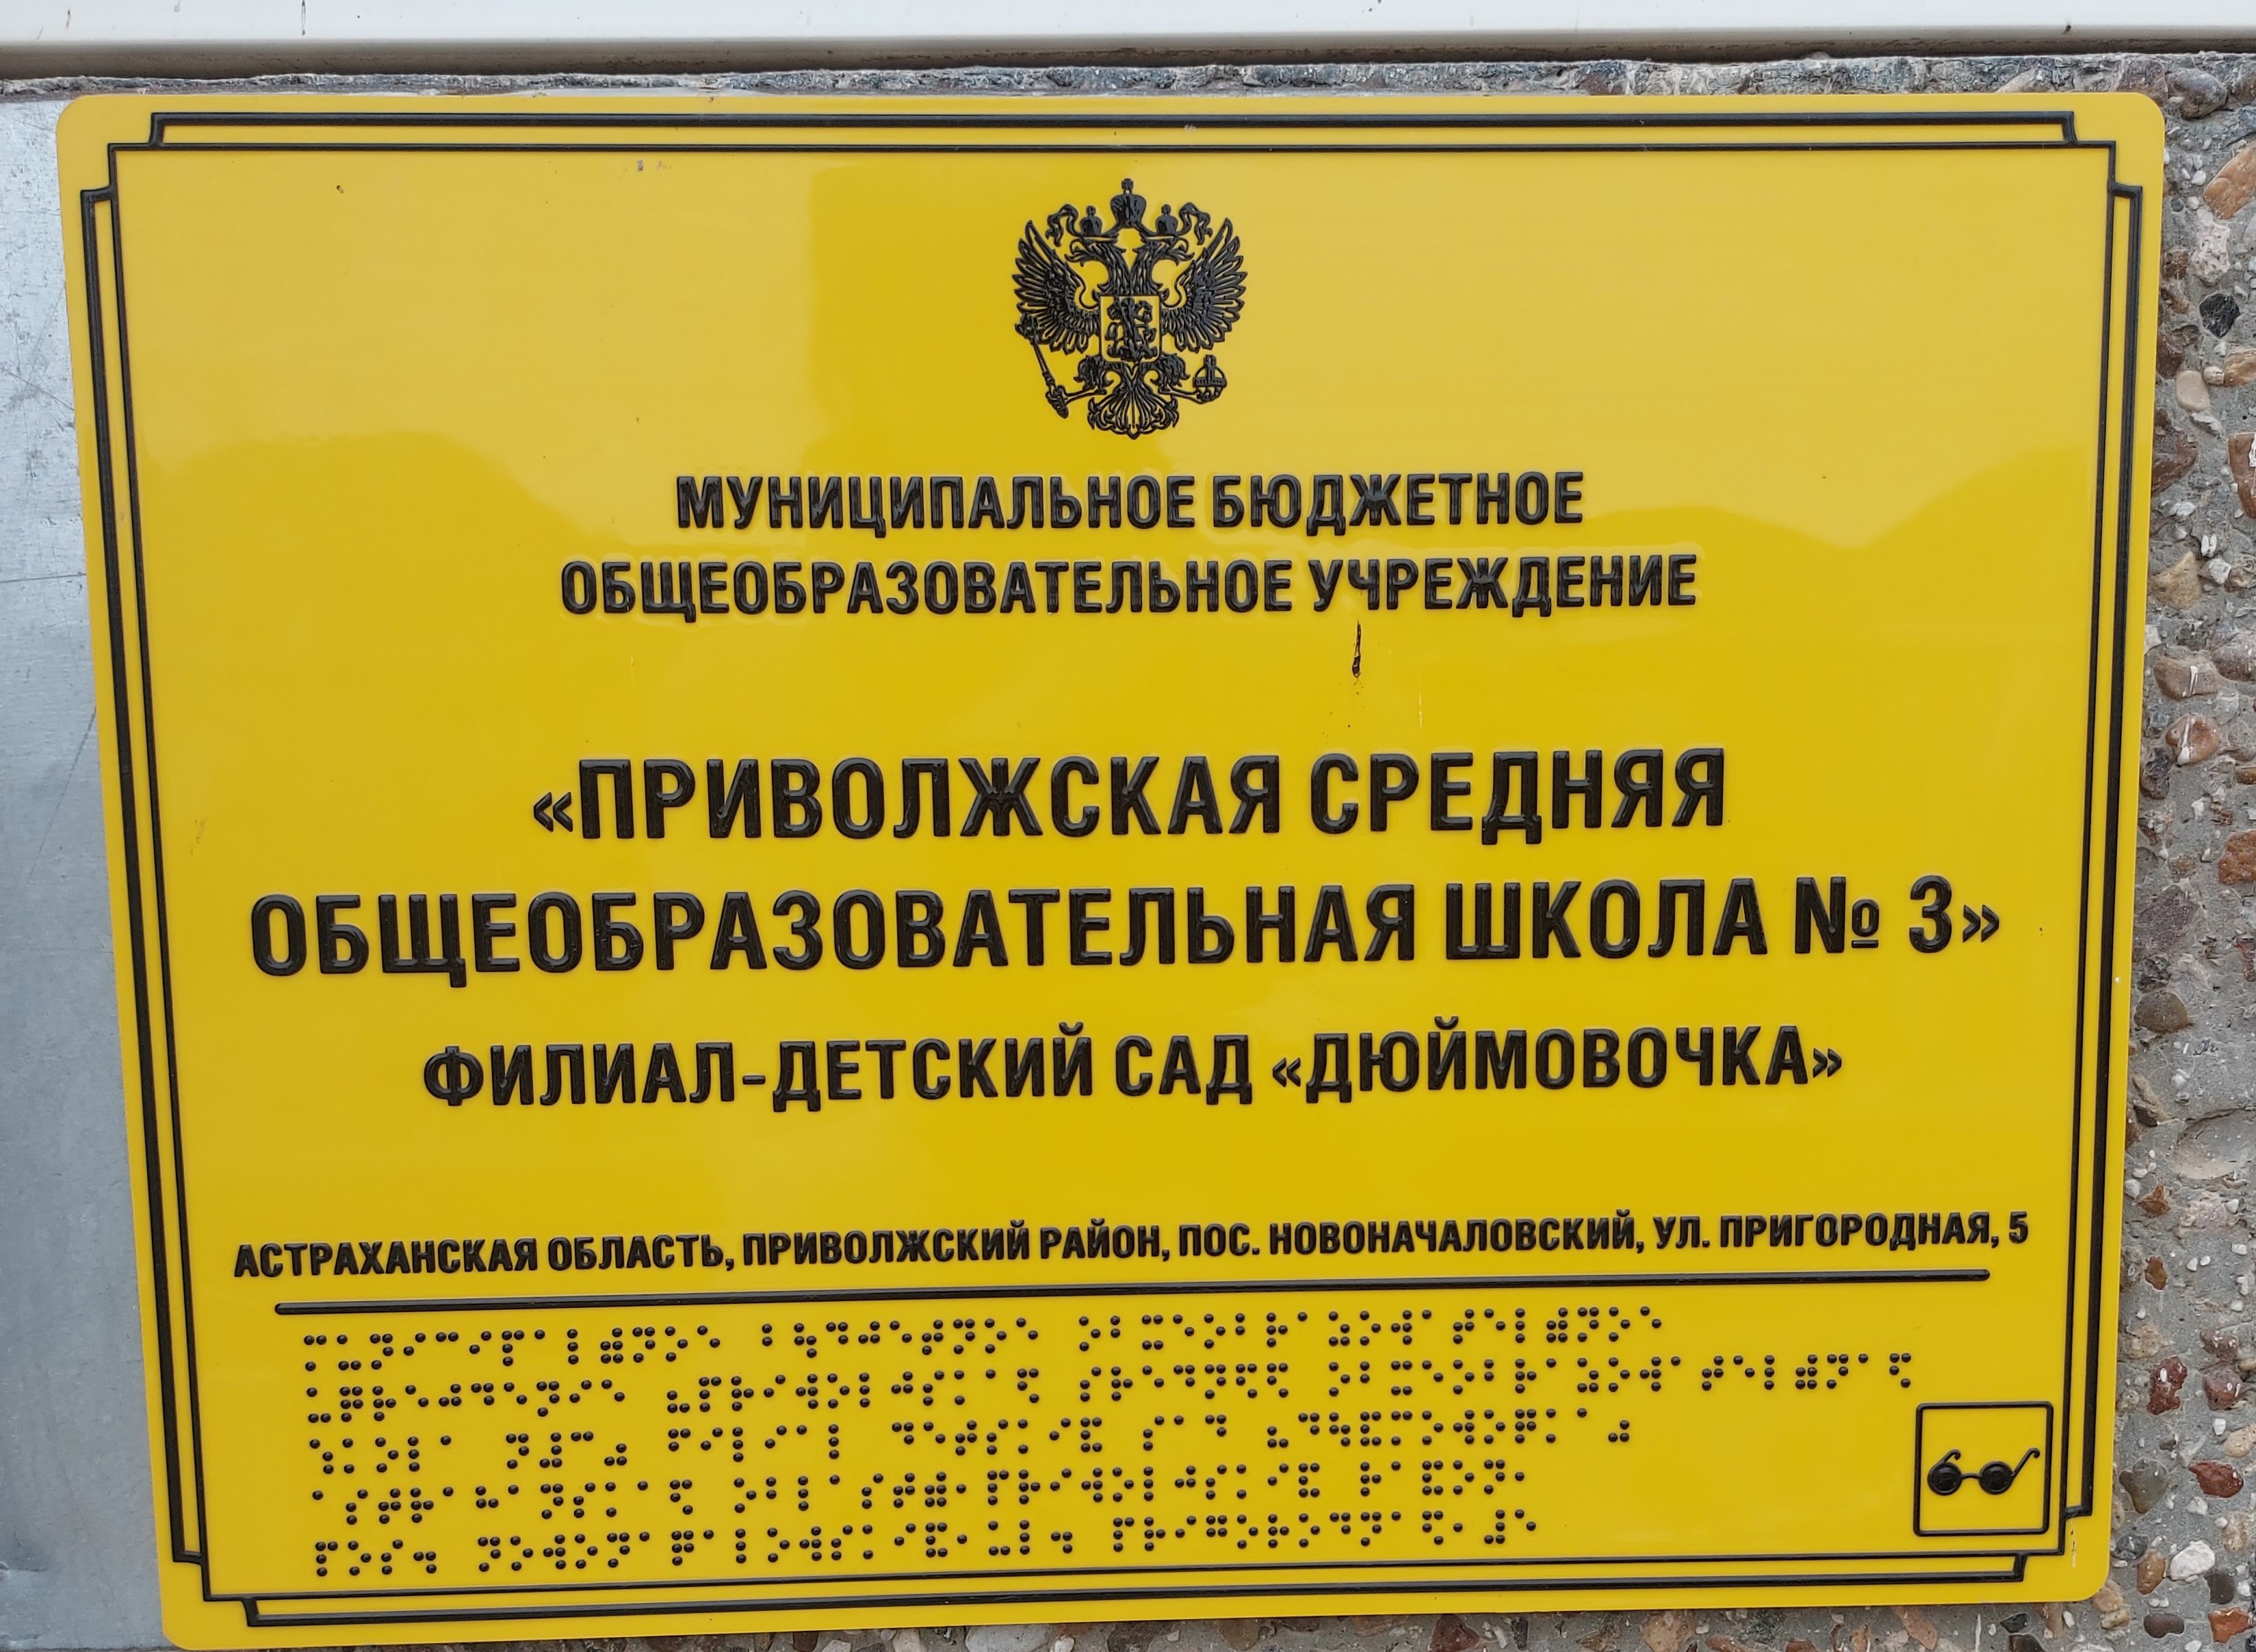 МУНИЦИПАЛЬНОЕ БЮДЖЕТНОЕ
ОБЩЕОБРАЗОВАТЕЛЬНОЕ УЧРЕЖДЕНИЕ
«ПРИВОЛЖСКАЯ СРЕДНЯЯ
ОБЩЕОБРАЗОВАТЕЛЬНАЯ ШКОЛА № 3»
ФИЛИАЛ-ДЕТСКИЙ САД «ДЮЙМОВОЧКА»
АСТРАХАНСКАЯ ОБЛАСТЬ, ПРИВОЛЖСКИЙ РАЙОН, ПОС. НОВОНАЧАЛОВСКИЙ, УЛ. ПРИГОРОДНАЯ, 5